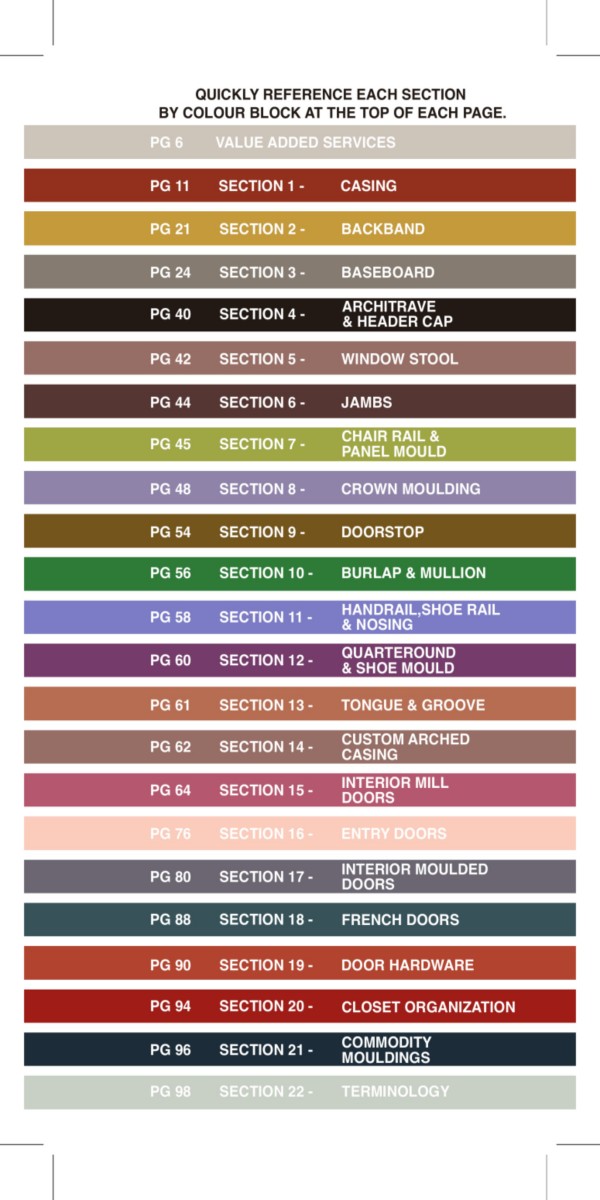 QUICKLY REFERENCE EACH SECTION
BY COLOUR BLOCK AT THE TOP OF EACH PAGE.
PG 6 VALUE ADDED SERVICES
PG 11 SECTION 1 - CASING
PG 21 SECTION 2 - BACKBAND
PG 24 SECTION 3 - BASEBOARD
PG 40 SECTION 4 - ARCHITRAVE
& HEADER CAP
PG 42 SECTION 5 - WINDOW STOOL
PG 44 SECTION 6 - JAMBS
PG 45 SECTION 7 - CHAIR RAIL &
PANEL MOULD
PG 48 SECTION 8 - CROWN MOULDING
PG 54 SECTION 9 - DOORSTOP
PG 56 SECTION 10 - BURLAP & MULLION
PG 58 SECTION 11 - HANDRAIL,SHOE RAIL
& NOSING
PG 60 SECTION 12 - QUARTEROUND
& SHOE MOULD
PG 61 SECTION 13 - TONGUE & GROOVE
PG 62 SECTION 14 - CUSTOM ARCHED
CASING
PG 64 SECTION 15 - INTERIOR MILL
DOORS
PG 76 SECTION 16 - ENTRY DOORS
PG 80 SECTION 17 - INTERIOR MOULDED
DOORS
PG 88 SECTION 18 - FRENCH DOORS
PG 90 SECTION 19 - DOOR HARDWARE
PG 94 SECTION 20 - CLOSET ORGANIZATION
PG 96 SECTION 21 - COMMODITY
MOULDINGS
PG 98 SECTION 22 - TERMINOLOGY